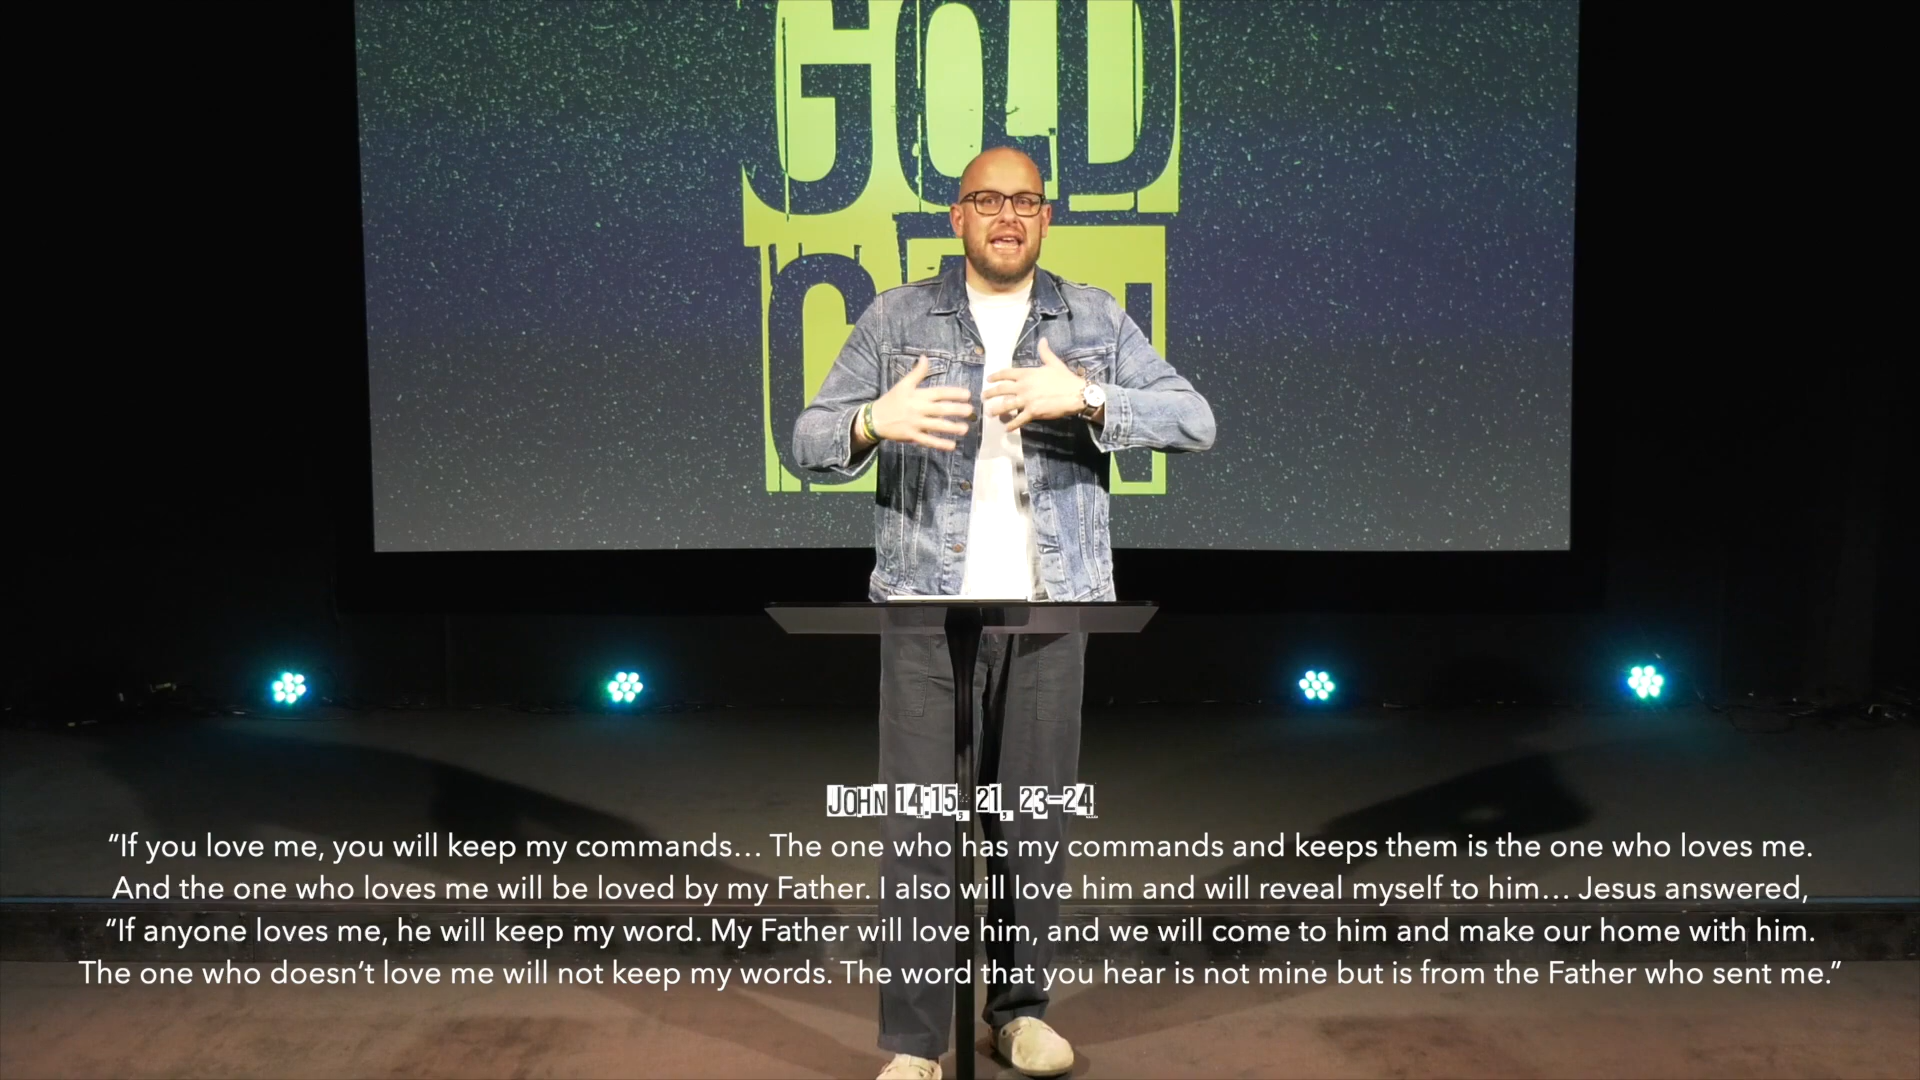 JOHN 14:15, 21, 23-24
“If you love me, you will keep my commands… The one who has my commands and keeps them is the one who loves me.
And the one who loves me will be loved by my Father. I also will love him and will reveal myself to him… Jesus answered,
“If anyone loves me, he will keep my word. My Father will love him, and we will come to him and make our home with him.
The one who doesn’t love me will not keep my words. The word that you hear is not mine but is from the Father who sent me.”